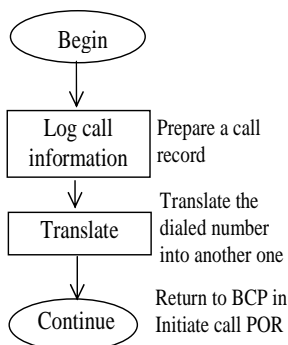 Begin
Log call
information
Prepare a call
record
Translate
Translate the
dialed number
into another one
Continue
Return to BCP in
Initiate call POR